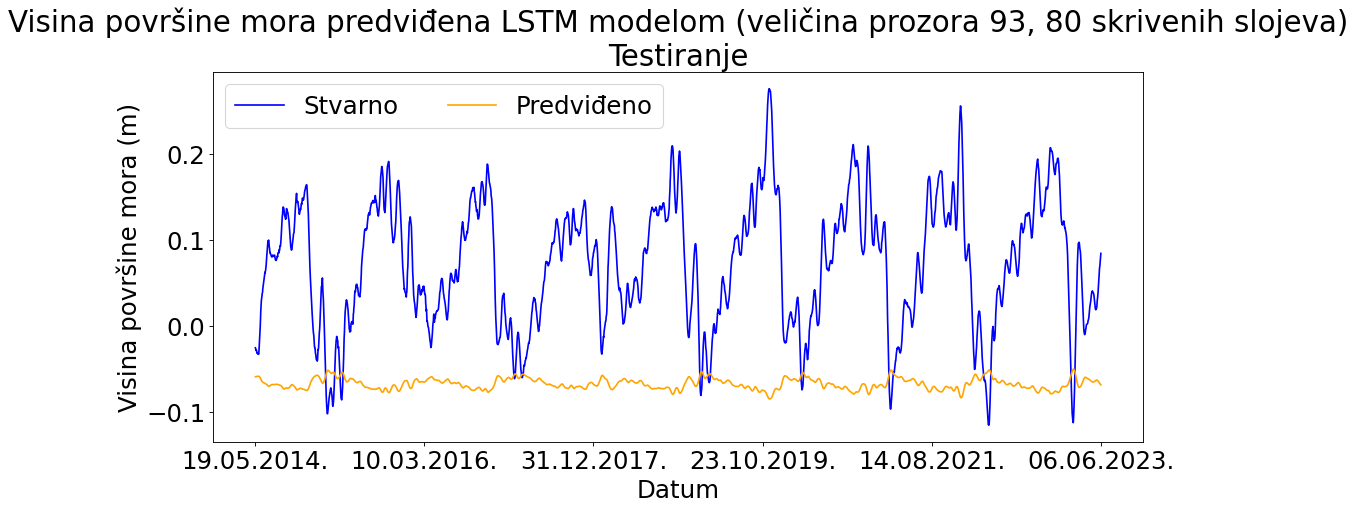 Visina površine mora predviđena LSTM modelom (veličina prozora 93, 80 skrivenih slojeva)
Testiranje
Stvarno
Predviđeno
Visina površine mora (m)
0.2
0.1
0.0
−0.1
19.05.2014.
10.03.2016.
31.12.2017.
23.10.2019.
14.08.2021.
06.06.2023.
Datum